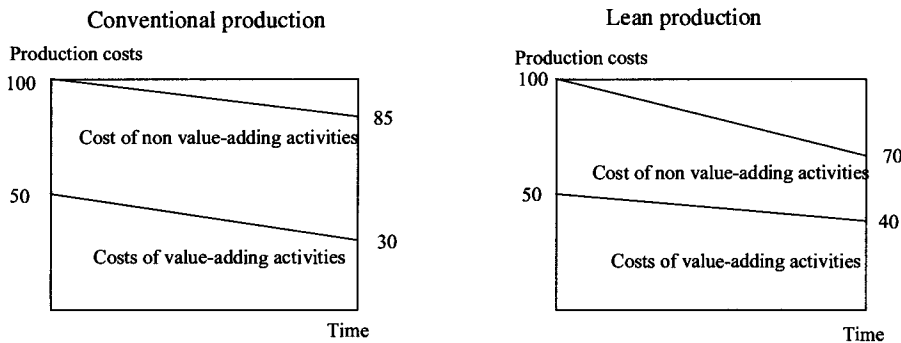 Conventional production
Production costs
100
85
Cost of non value-adding activities
50
30
Costs of value-adding activities
Time
Lean production
Production costs
100
70
Cost of non value-adding activities
50
40
Costs of value-adding activities
Time